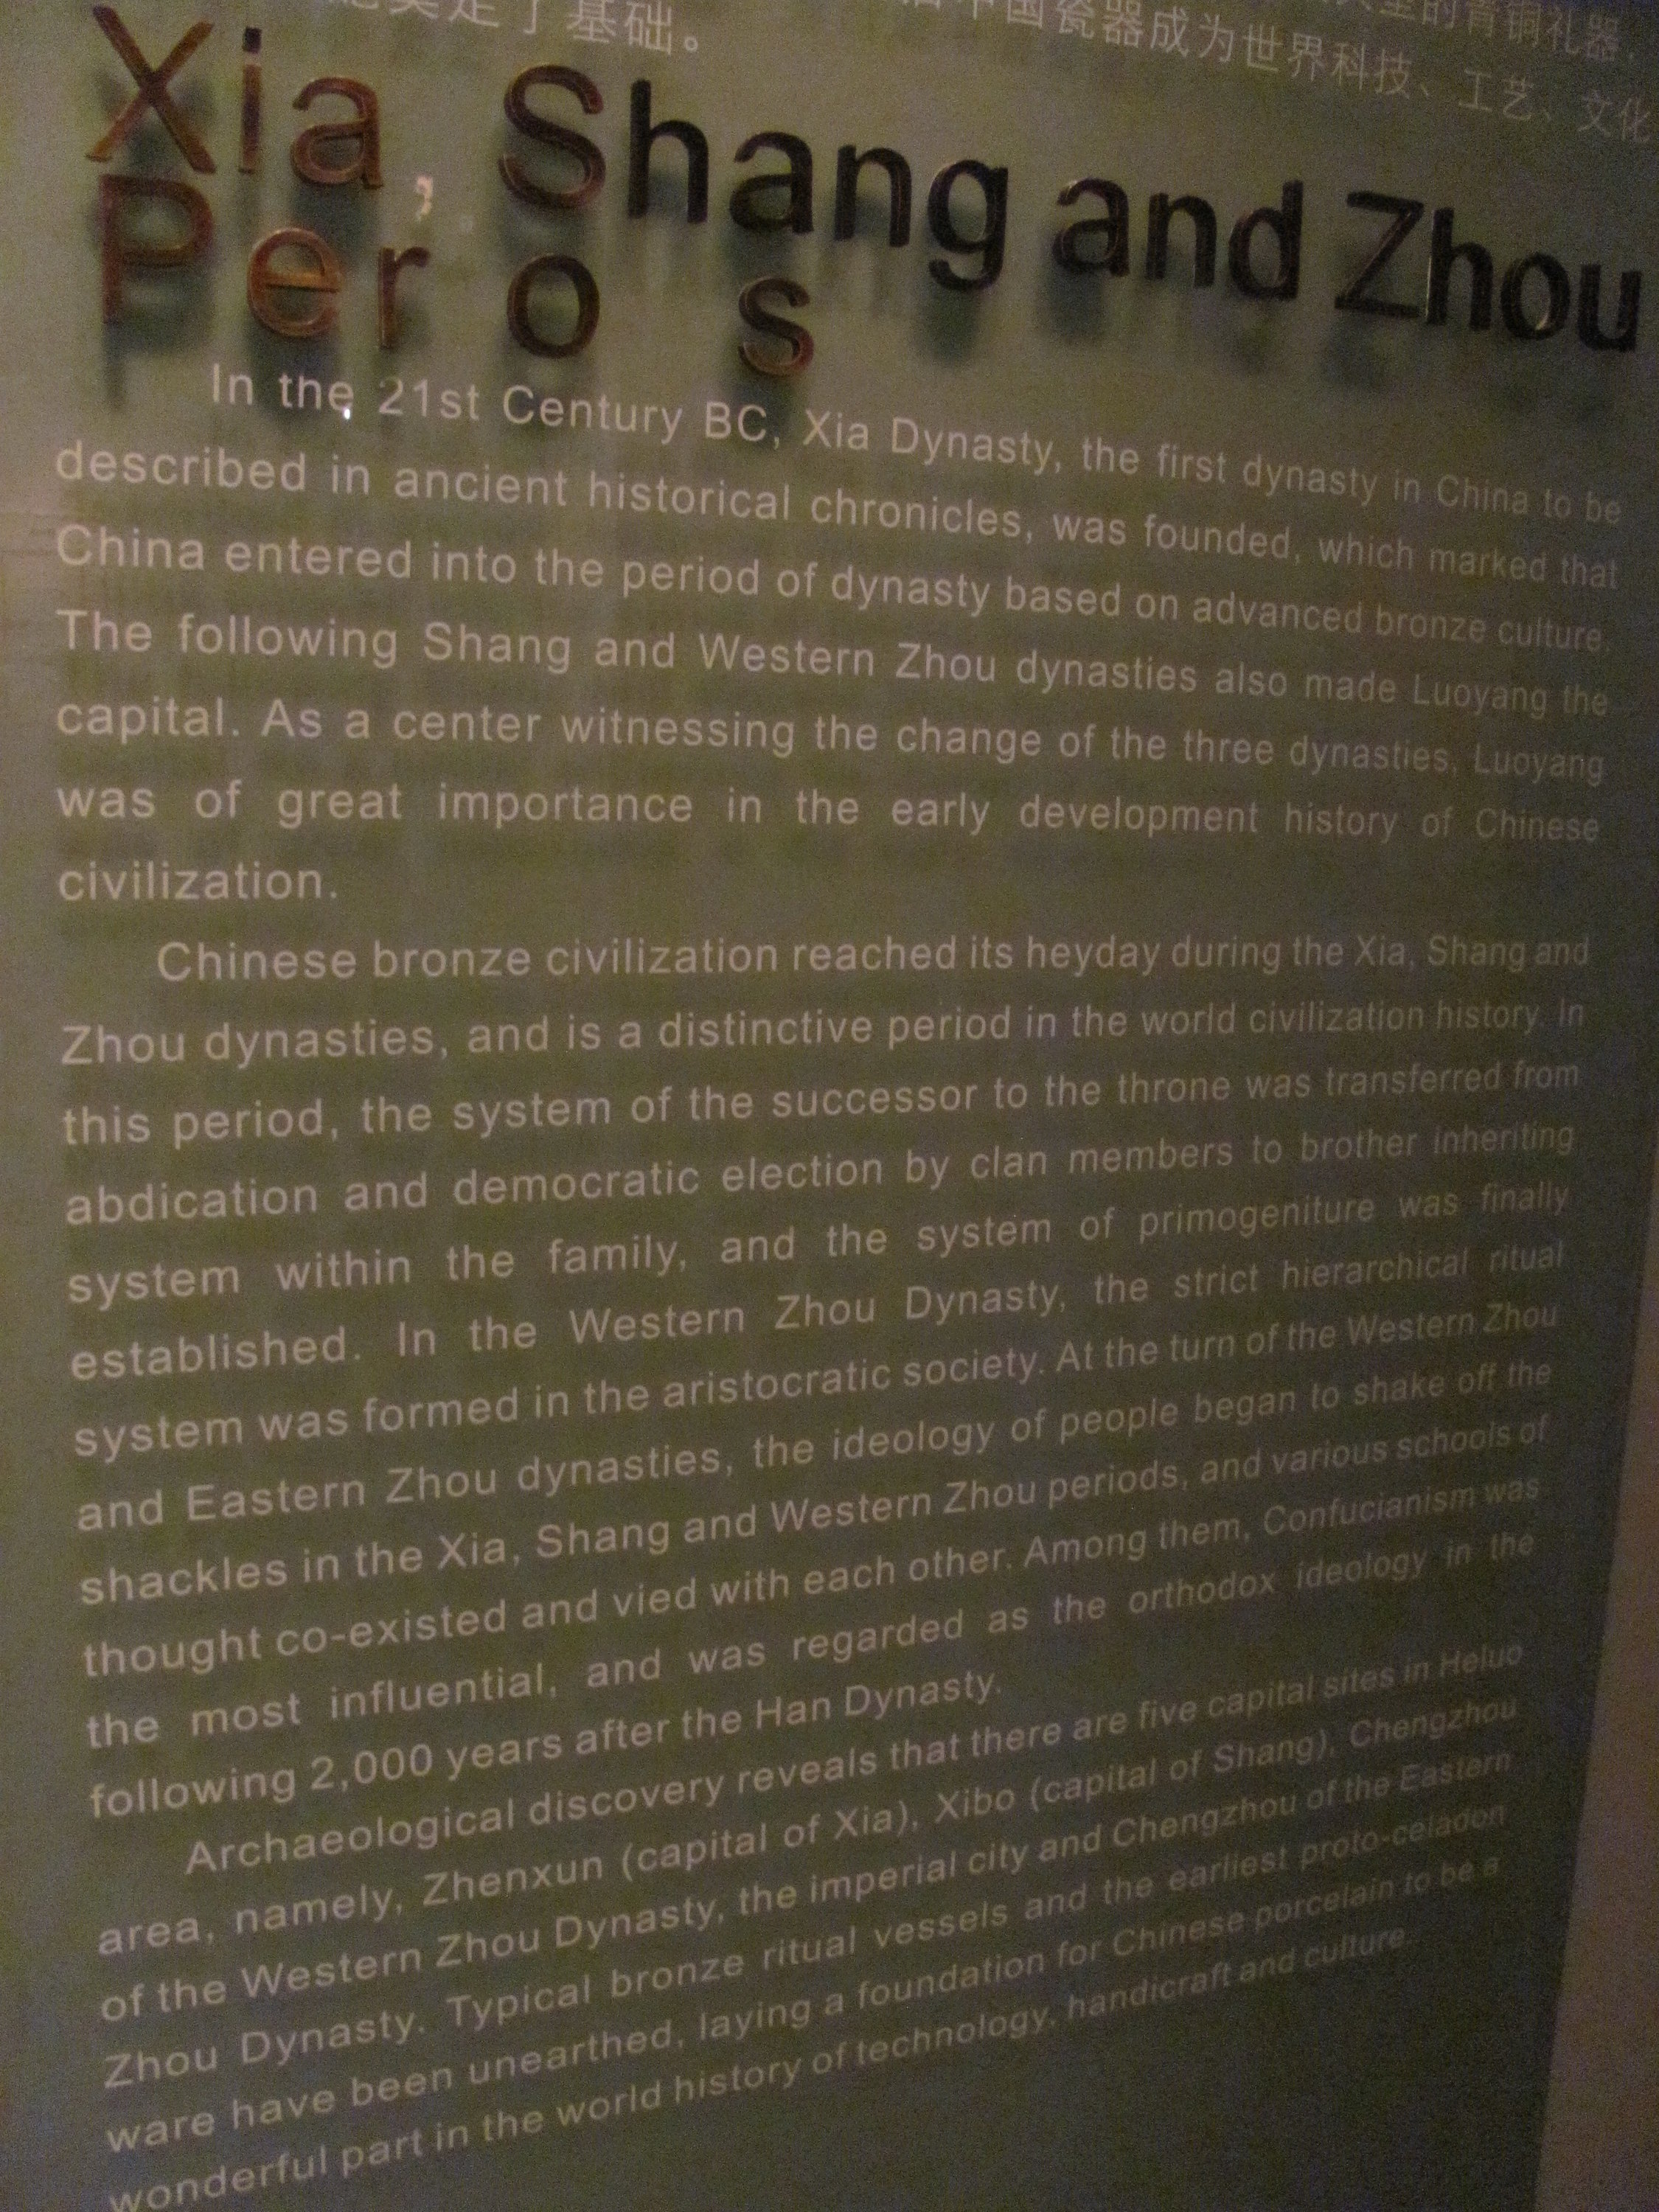 奠定了基础。
中国瓷器成为世界科技、工艺、文化
的青铜礼器，
Xia, Shang and Zhou
Per o s
In the 21st Century BC, Xia Dynasty, the first dynasty in China to be
described in ancient historical chronicles, was founded, which marked that
China entered into the period of dynasty based on advanced bronze culture.
The following Shang and Western Zhou dynasties also made Luoyang the
capital. As a center witnessing the change of the three dynasties, Luoyang
was of great importance in the early development history of Chinese
civilization.
Chinese bronze civilization reached its heyday during the Xia, Shang and
Zhou dynasties, and is a distinctive period in the world civilization history. In
this period, the system of the successor to the throne was transferred from
abdication and democratic election by clan members to brother inheriting
system within the family, and the system of primogeniture was finally
established. In the Western Zhou Dynasty, the strict hierarchical ritual
system was formed in the aristocratic society. At the turn of the Western Zhou
and Eastern Zhou dynasties, the ideology of people began to shake off the
shackles in the Xia, Shang and Western Zhou periods, and various schools of
thought co-existed and vied with each other. Among them, Confucianism was
the most influential, and was regarded as the orthodox ideology in the
following 2,000 years after the Han Dynasty.
Archaeological discovery reveals that there are five capital sites in Heluo
area, namely, Zhenxun (capital of Xia), Xibo (capital of Shang), Chengzhou
of the Western Zhou Dynasty, the imperial city and Chengzhou of the Eastern
Zhou Dynasty. Typical bronze ritual vessels and the earliest proto-celadon
ware have been unearthed, laying a foundation for Chinese porcelain to be a
wonderful part in the world history of technology, handicraft and culture.